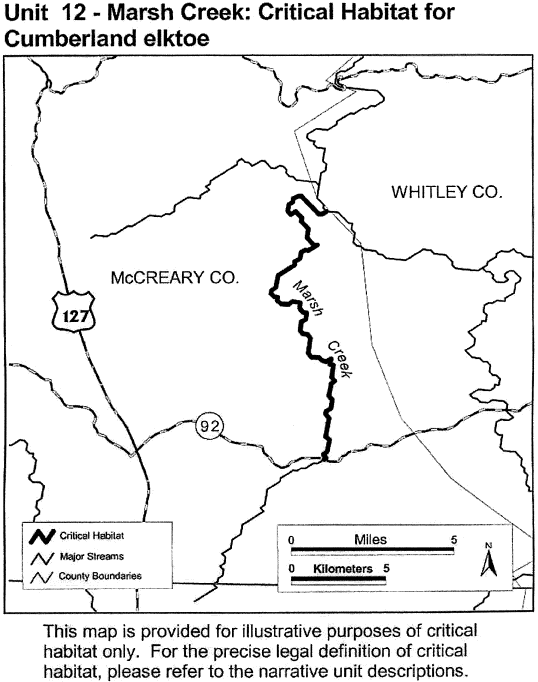 Unit 12 - Marsh Creek: Critical Habitat for
Cumberland elktoe
WHITLEY CO.
McCREARY CO.
Marsh
Creek
127
92
Critical Habitat
Major Streams
County Boundaries
0 Miles 5
0 Kilometers 5
N
This map is provided for illustrative purposes of critical
habitat only. For the precise legal definition of critical
habitat, please refer to the narrative unit descriptions.